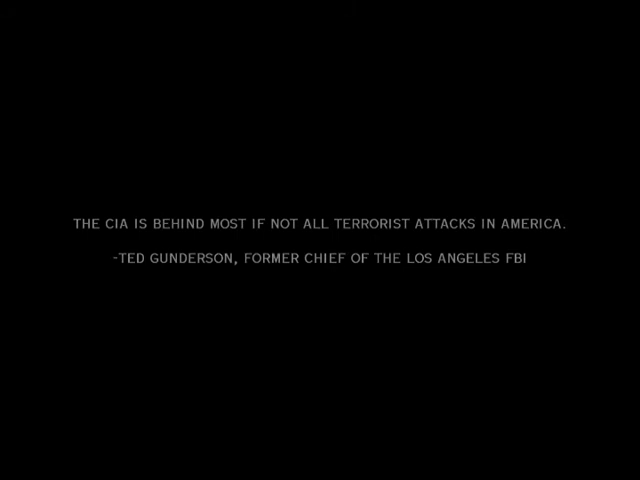 THE CIA IS BEHIND MOST IF NOT ALL TERRORIST ATTACKS IN AMERICA.
-TED GUNDERSON, FORMER CHIEF OF THE LOS ANGELES FBI